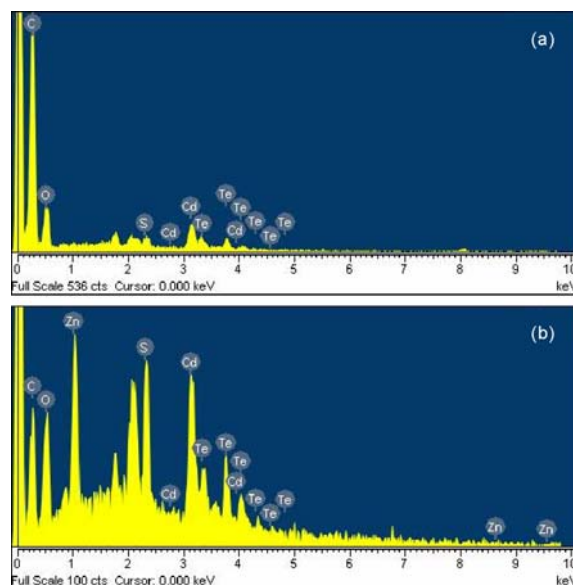 (a)
C
O
S
Cd
Cd
Te
Te
Te
Cd
Te
Te
Te
0 1 2 3 4 5 6 7 8 9 10
Full Scale 536 cts Cursor: 0.000 keV keV
(b)
C
O
Zn
S
Cd
Cd
Te
Te
Te
Cd
Te
Te
Te
Zn
Zn
0 1 2 3 4 5 6 7 8 9 10
Full Scale 100 cts Cursor: 0.000 keV keV